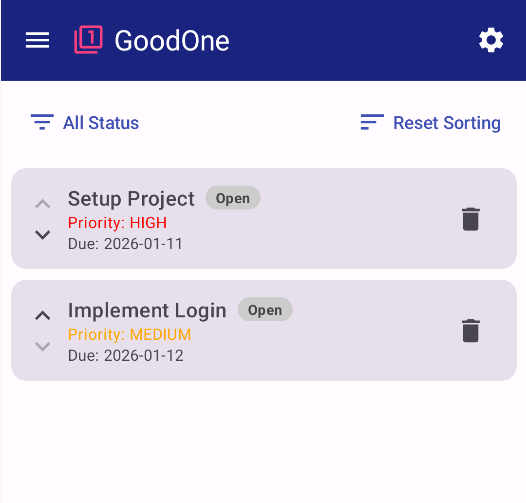 1 GoodOne
All Status
Reset Sorting
Setup Project Open
Priority: HIGH
Due: 2026-01-11
Implement Login Open
Priority: MEDIUM
Due: 2026-01-12